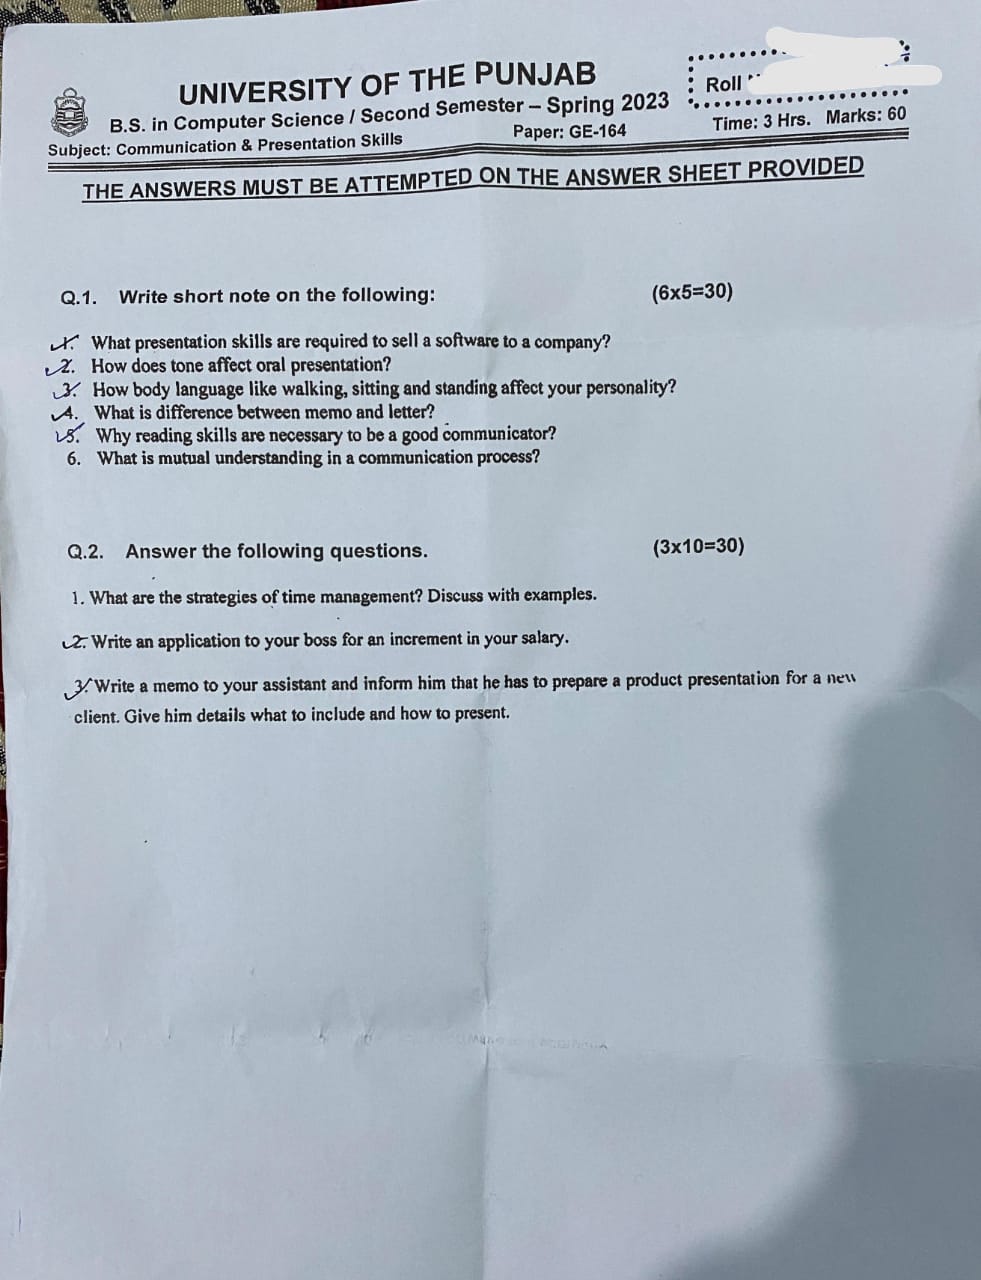 UNIVERSITY OF THE PUNJAB
B.S. in Computer Science / Second Semester – Spring 2023
Roll
Subject: Communication & Presentation Skills
Paper: GE-164
Time: 3 Hrs. Marks: 60
THE ANSWERS MUST BE ATTEMPTED ON THE ANSWER SHEET PROVIDED
Q.1. Write short note on the following: (6x5=30)
1. What presentation skills are required to sell a software to a company?
2. How does tone affect oral presentation?
3. How body language like walking, sitting and standing affect your personality?
4. What is difference between memo and letter?
5. Why reading skills are necessary to be a good communicator?
6. What is mutual understanding in a communication process?
Q.2. Answer the following questions. (3x10=30)
1. What are the strategies of time management? Discuss with examples.
2. Write an application to your boss for an increment in your salary.
3. Write a memo to your assistant and inform him that he has to prepare a product presentation for a new
client. Give him details what to include and how to present.